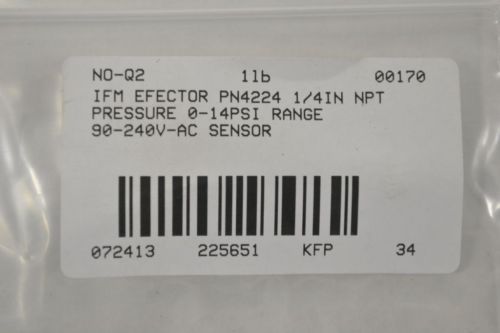 NO-Q2 1lb 00170
IFM EFECTOR PN4224 1/4IN NPT
PRESSURE 0-14PSI RANGE
90-240V-AC SENSOR
072413 225651 KFP 34